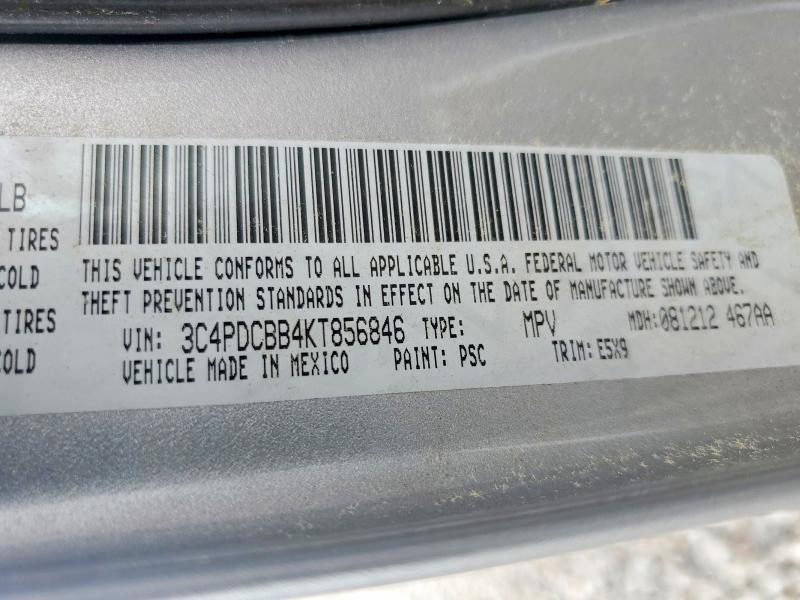 LB
TIRES
COLD
TIRES
COLD
THIS VEHICLE CONFORMS TO ALL APPLICABLE U.S.A. FEDERAL MOTOR VEHICLE SAFETY AND
THEFT PREVENTION STANDARDS IN EFFECT ON THE DATE OF MANUFACTURE SHOWN ABOVE.
VIN: 3C4PDCBB4KT856846 TYPE: MPV MDH: 081212 467AA
VEHICLE MADE IN MEXICO PAINT: PSC TRIM: E5X9